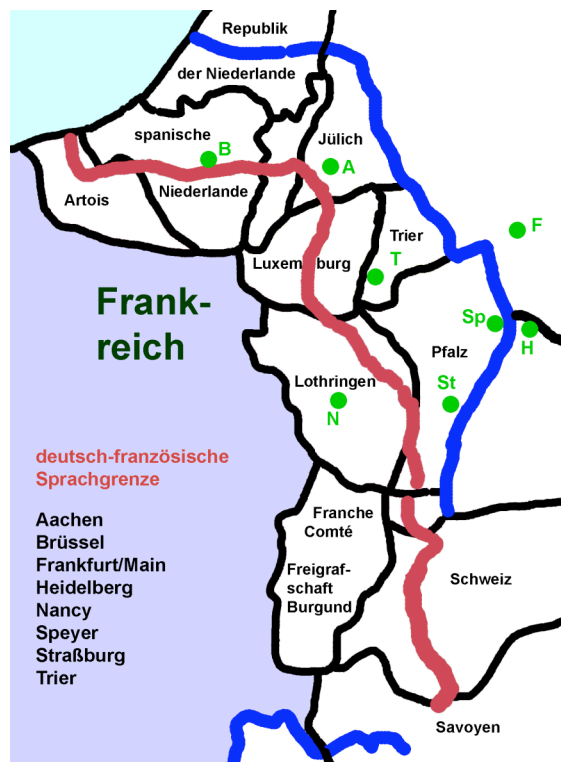 Republik
der Niederlande
spanische
B
Jülich
A
Niederlande
Artois
Trier
F
Luxemburg
T
Frank-
reich
Sp
H
Pfalz
Lothringen
St
N
deutsch-französische
Sprachgrenze
Franche
Comté
Freigraf-
schaft
Burgund
Schweiz
Savoyen
Aachen
Brüssel
Frankfurt/Main
Heidelberg
Nancy
Speyer
Straßburg
Trier